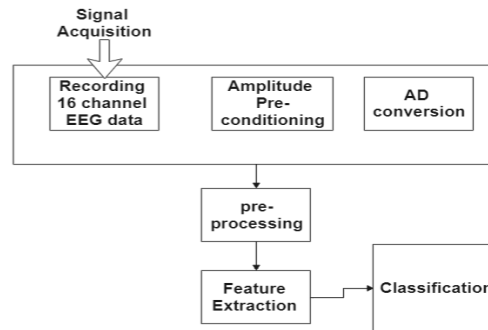 Signal
Acquisition
Recording
16 channel
EEG data
Amplitude
Pre-
conditioning
AD
conversion
pre-
processing
Feature
Extraction
Classification